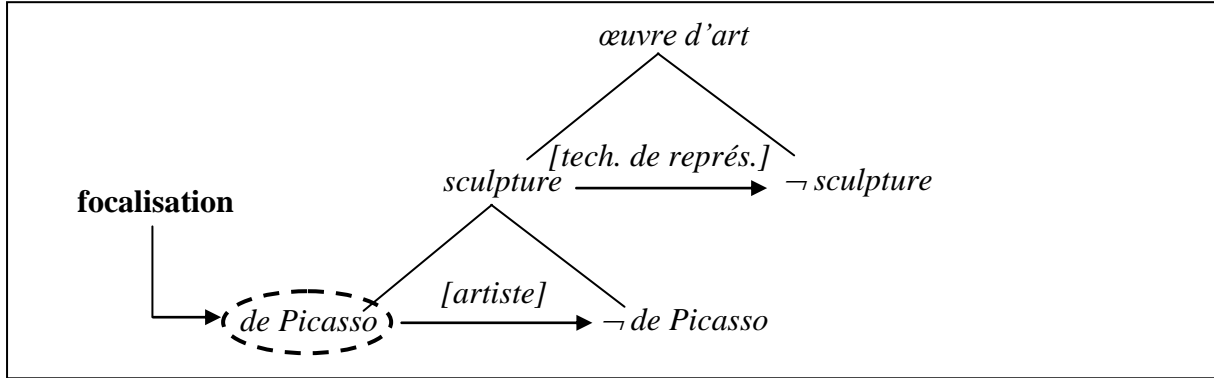 œuvre d’art
[tech. de représ.]
sculpture
¬ sculpture
focalisation
[artiste]
de Picasso
¬ de Picasso